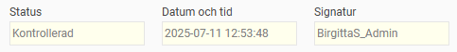 Status Datum och tid Signatur
Kontrollerad 2025-07-11 12:53:48 BirgittaS_Admin